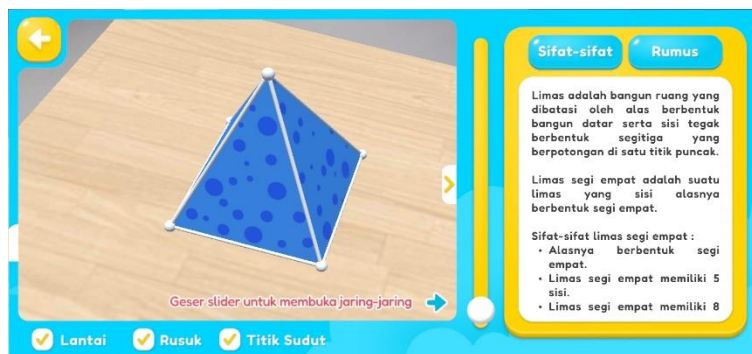 Sifat-sifat
Rumus
Limas adalah bangun ruang yang
dibatasi oleh alas berbentuk
bangun datar serta sisi tegak
berbentuk segitiga yang
berpotongan di satu titik puncak.
Limas segi empat adalah suatu
limas yang sisi alasnya
berbentuk segi empat.
Sifat-sifat limas segi empat :
• Alasnya berbentuk segi
empat.
• Limas segi empat memiliki 5
sisi.
• Limas segi empat memiliki 8
Geser slider untuk membuka jaring-jaring
Lantai
Rusuk
Titik Sudut